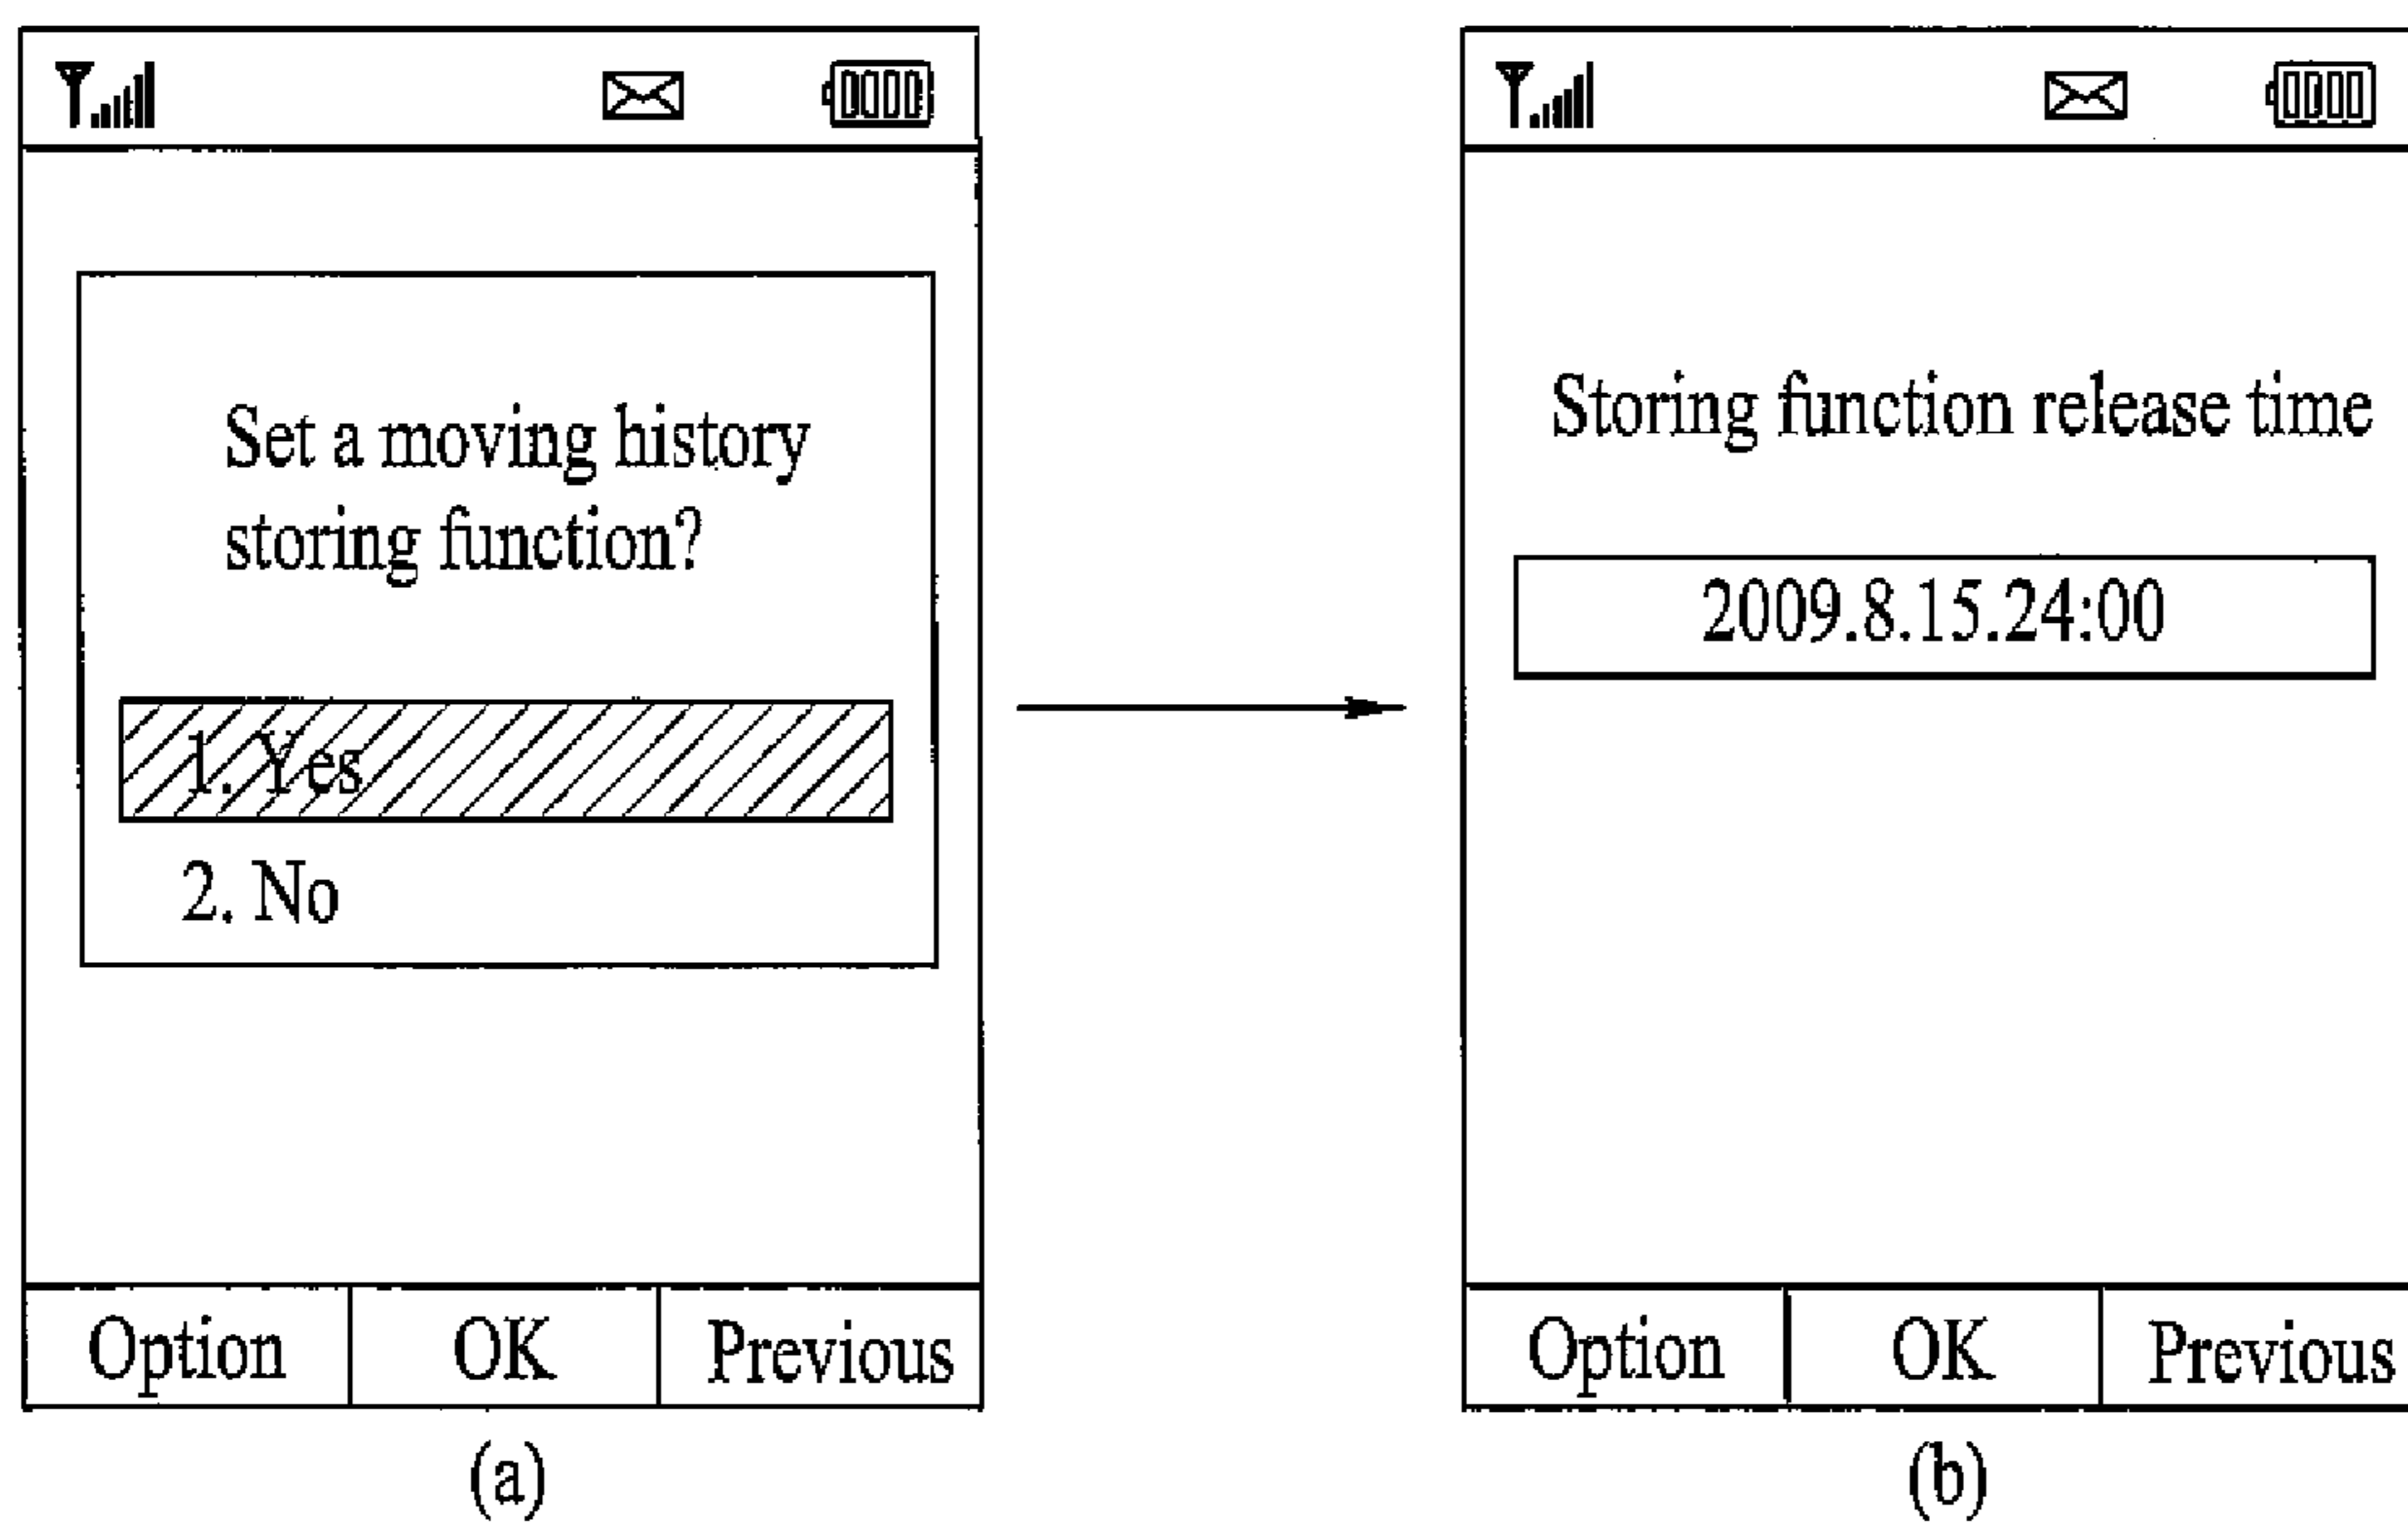 Set a moving history
storing function?
1. Yes
2. No
Option OK Previous
(a)
Storing function release time
2009.8.15.24:00
Option OK Previous
(b)